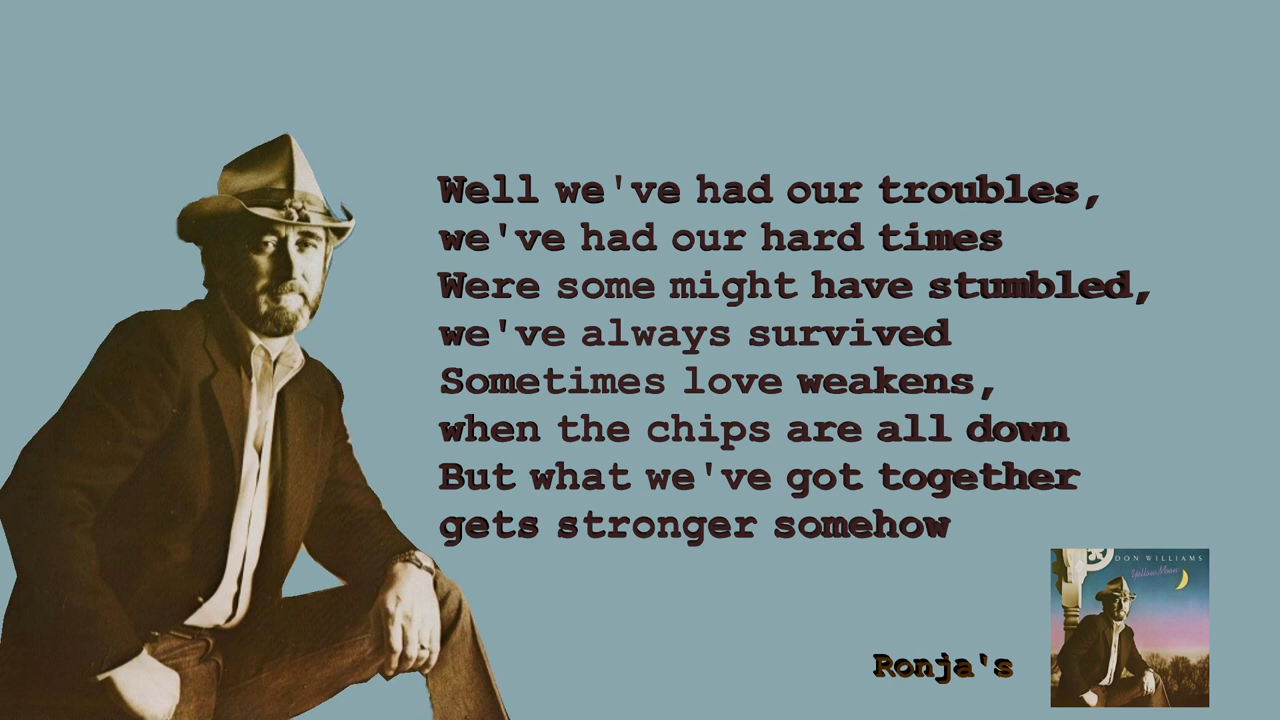 Well we've had our troubles,
we've had our hard times
Were some might have stumbled,
we've always survived
Sometimes love weakens,
when the chips are all down
But what we've got together
gets stronger somehow
DON WILLIAMS
Yellow Moon
Ronja's